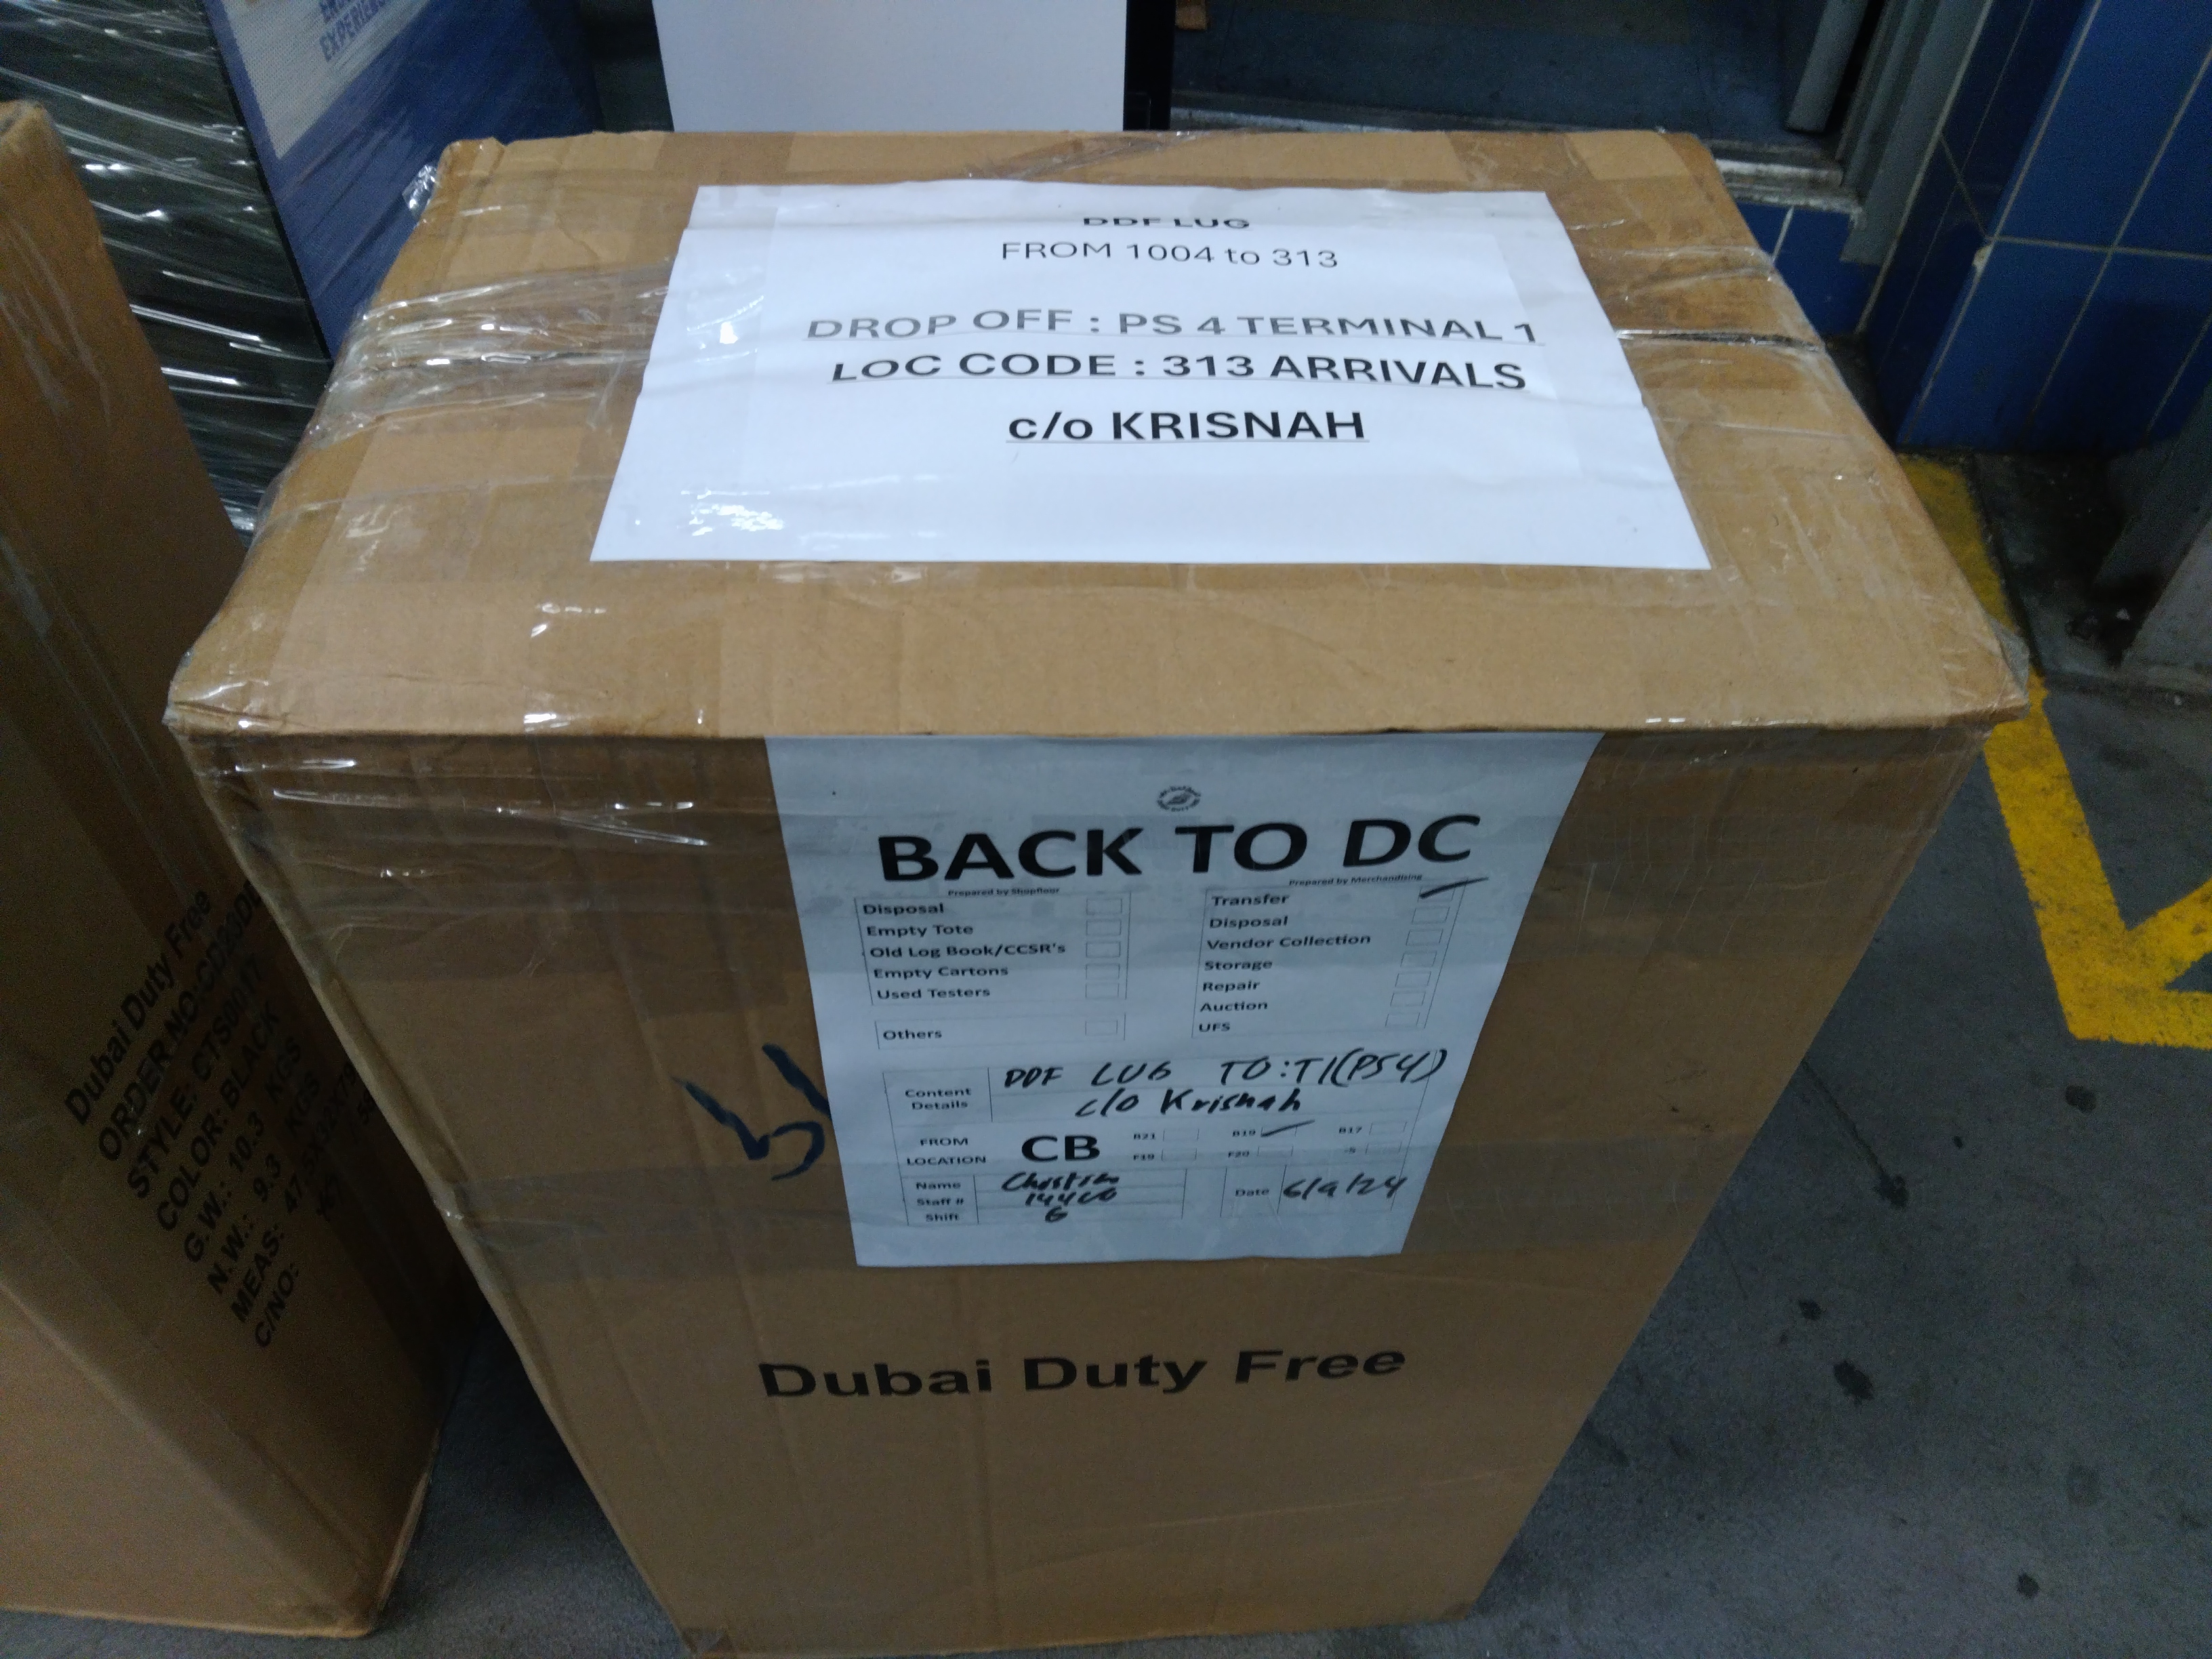 DDF LUG
FROM 1004 to 313
DROP OFF : PS 4 TERMINAL 1
LOC CODE : 313 ARRIVALS
c/o KRISNAH
BACK TO DC
Prepared by Shopfloor
Disposal
Empty Tote
Old Log Book/CCSR's
Empty Cartons
Used Testers
Others
Prepared by Merchandizing
Transfer
Disposal
Vendor Collection
Storage
Repair
Auction
UFS
Content Details
DDF LUG TO:T1(PS4)
c/o Krisnah
FROM LOCATION
CB
B21 B19 B17
F19 F20
Name
Staff #
Shift 6
Date 6/9/24
Dubai Duty Free
Dubai Duty Free
ORDER NO:
STYLE:
COLOR: BLACK
G.W.: 10.3 KGS
N.W.: 9.3 KGS
MEAS:
C/NO: